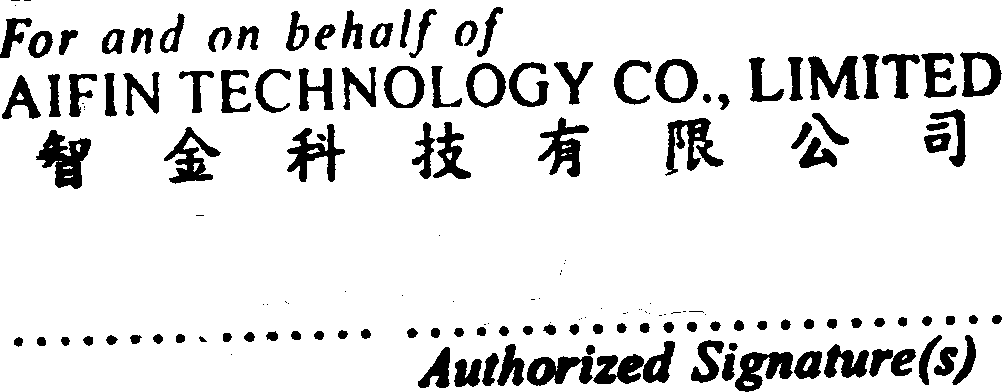 For and on behalf of
AIFIN TECHNOLOGY CO., LIMITED
智金科技有限公司
........................................
Authorized Signature(s)